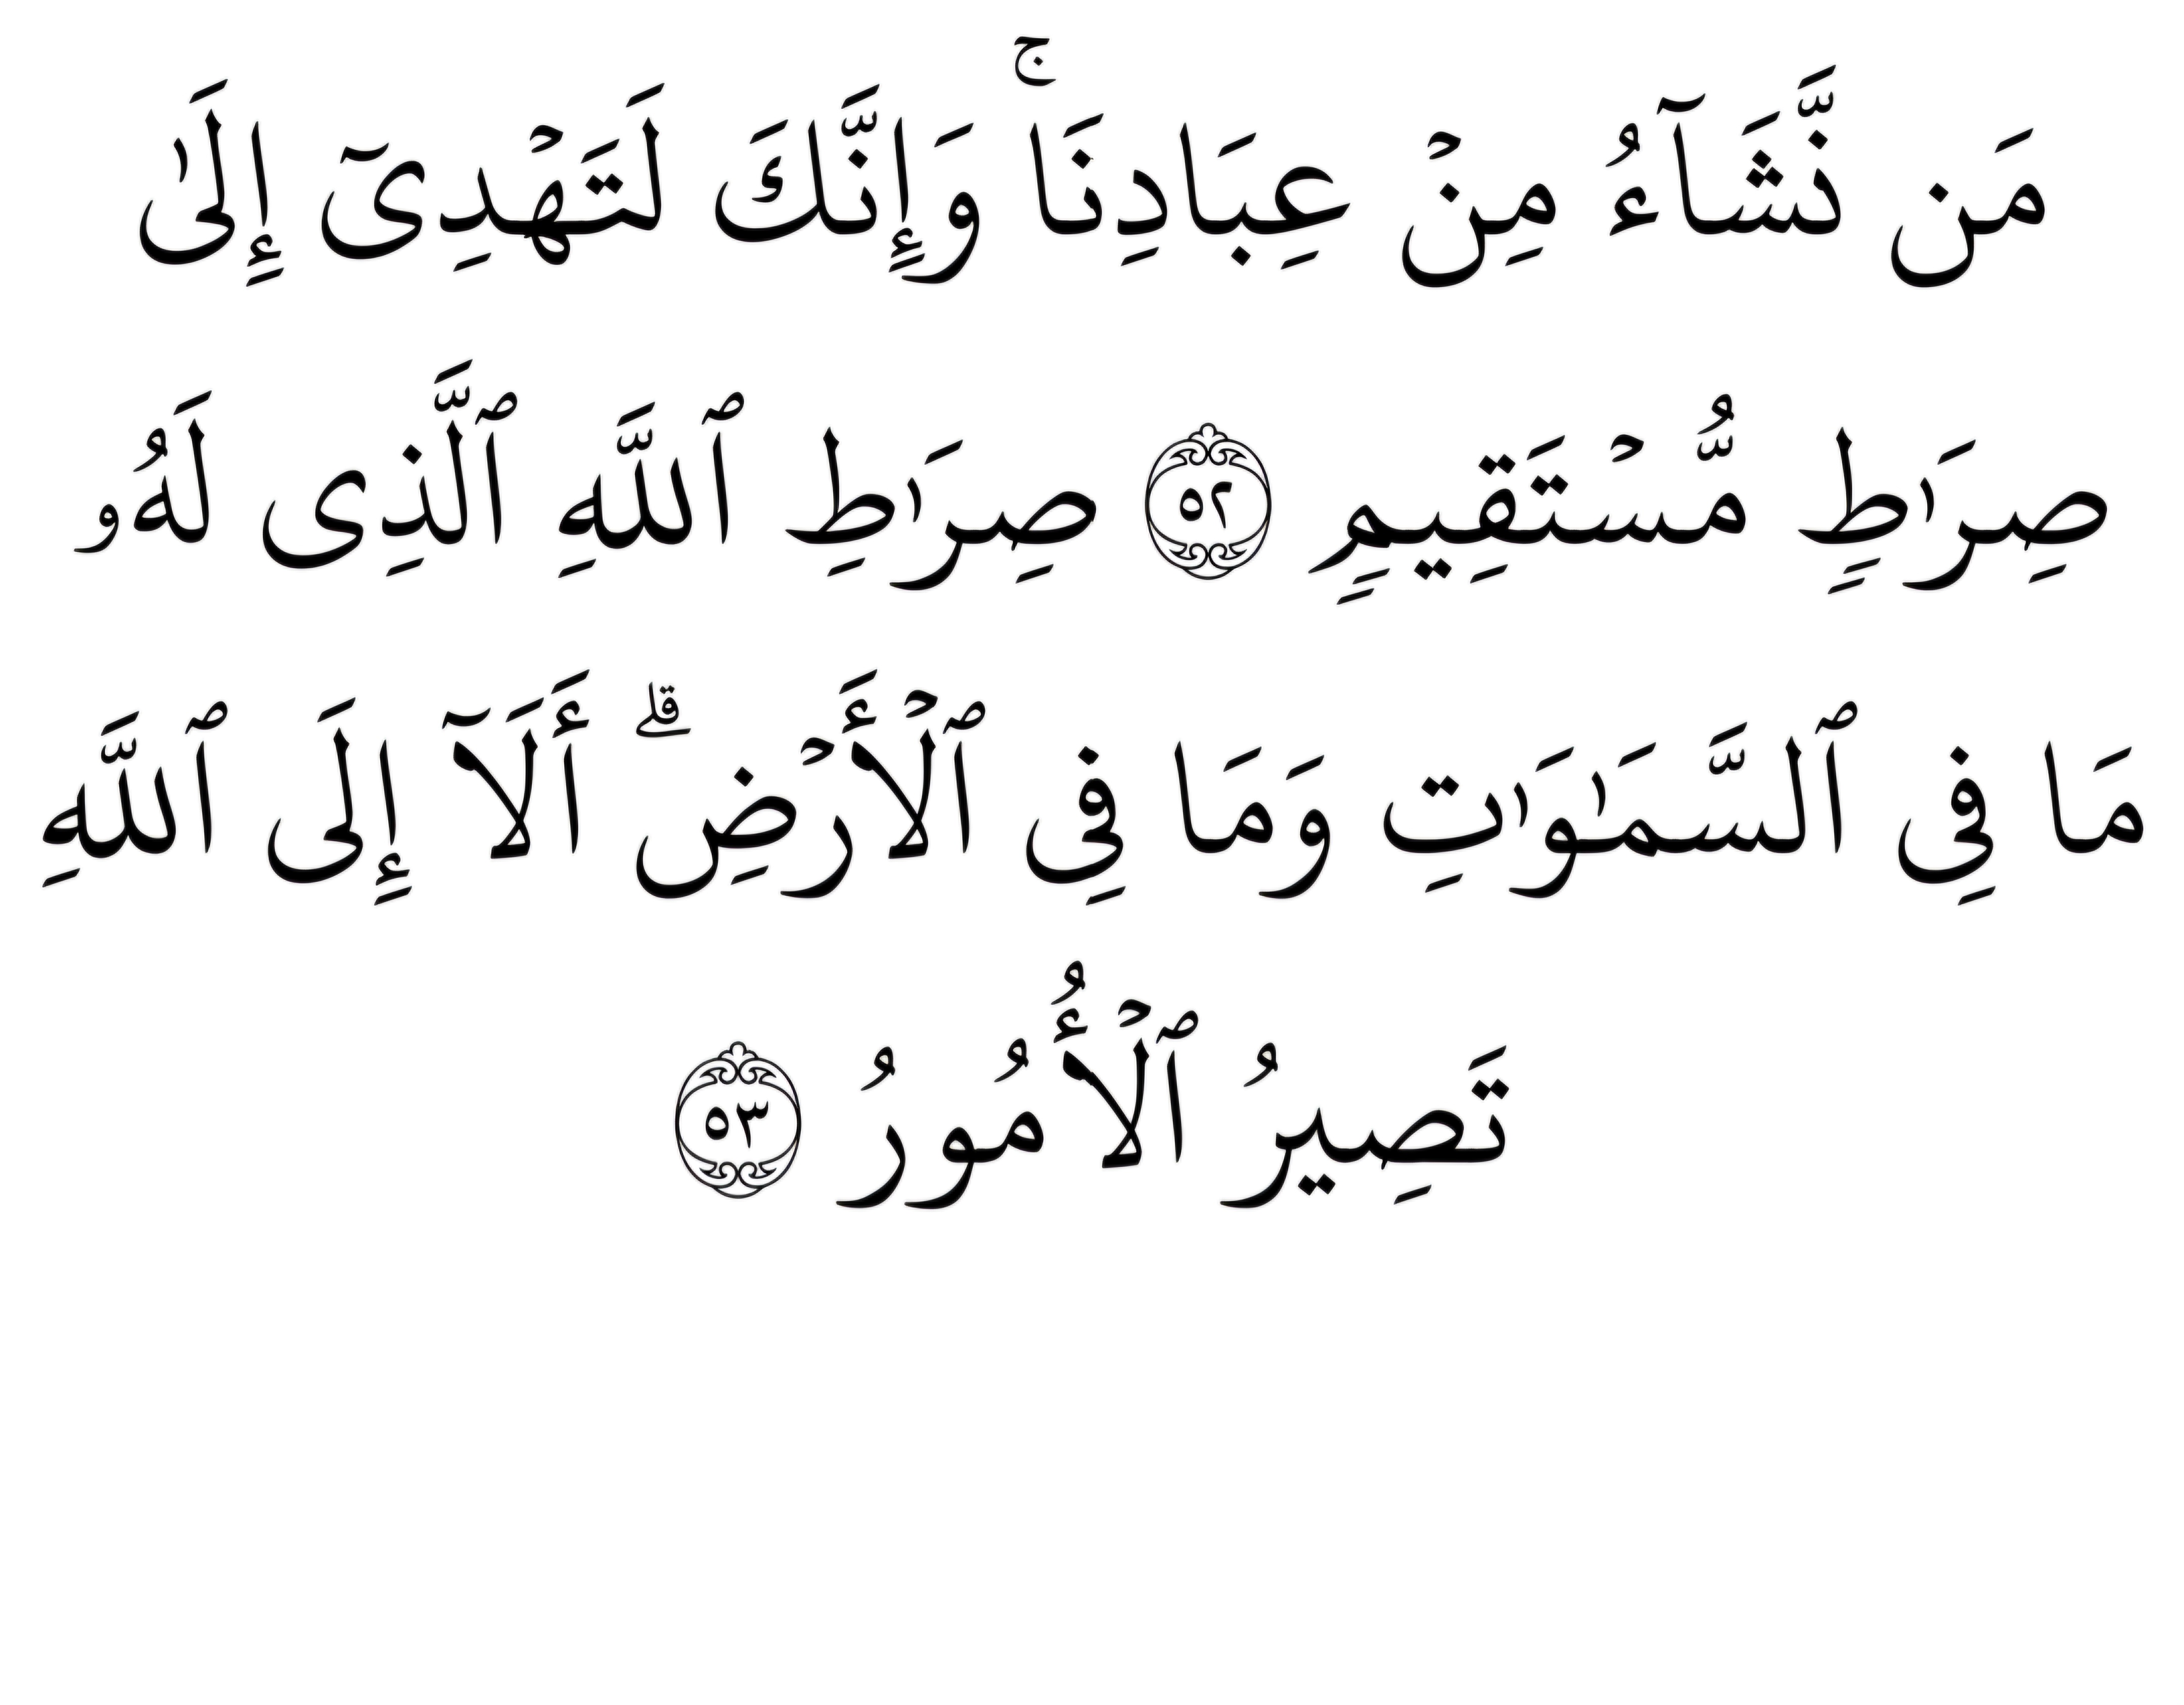 مَن نَّشَآءُ مِنْ عِبَادِنَا ۚ وَإِنَّكَ لَتَهْدِىٓ إِلَىٰ
صِرَٰطٍ مُّسْتَقِيمٍ ۝٥٢ صِرَٰطِ ٱللَّهِ ٱلَّذِى لَهُۥ
مَا فِى ٱلسَّمَـٰوَٰتِ وَمَا فِى ٱلْأَرْضِ ۗ أَلَآ إِلَى ٱللَّهِ
تَصِيرُ ٱلْأُمُورُ ۝٥٣